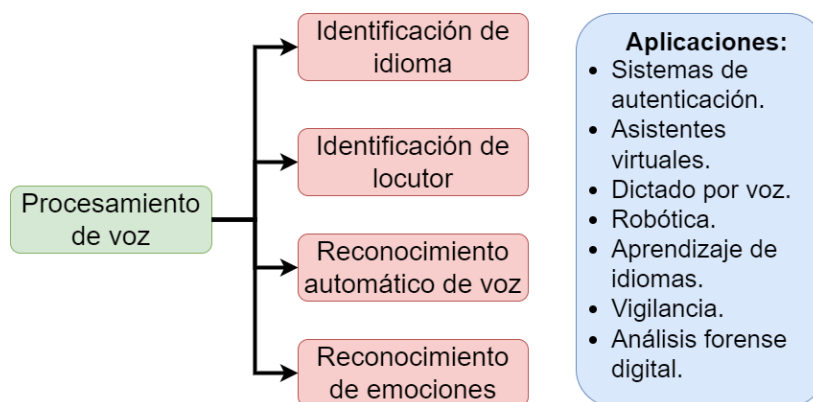 Procesamiento
de voz
Identificación de
idioma
Identificación de
locutor
Reconocimiento
automático de voz
Reconocimiento
de emociones
Aplicaciones:
• Sistemas de
autenticación.
• Asistentes
virtuales.
• Dictado por voz.
• Robótica.
• Aprendizaje de
idiomas.
• Vigilancia.
• Análisis forense
digital.